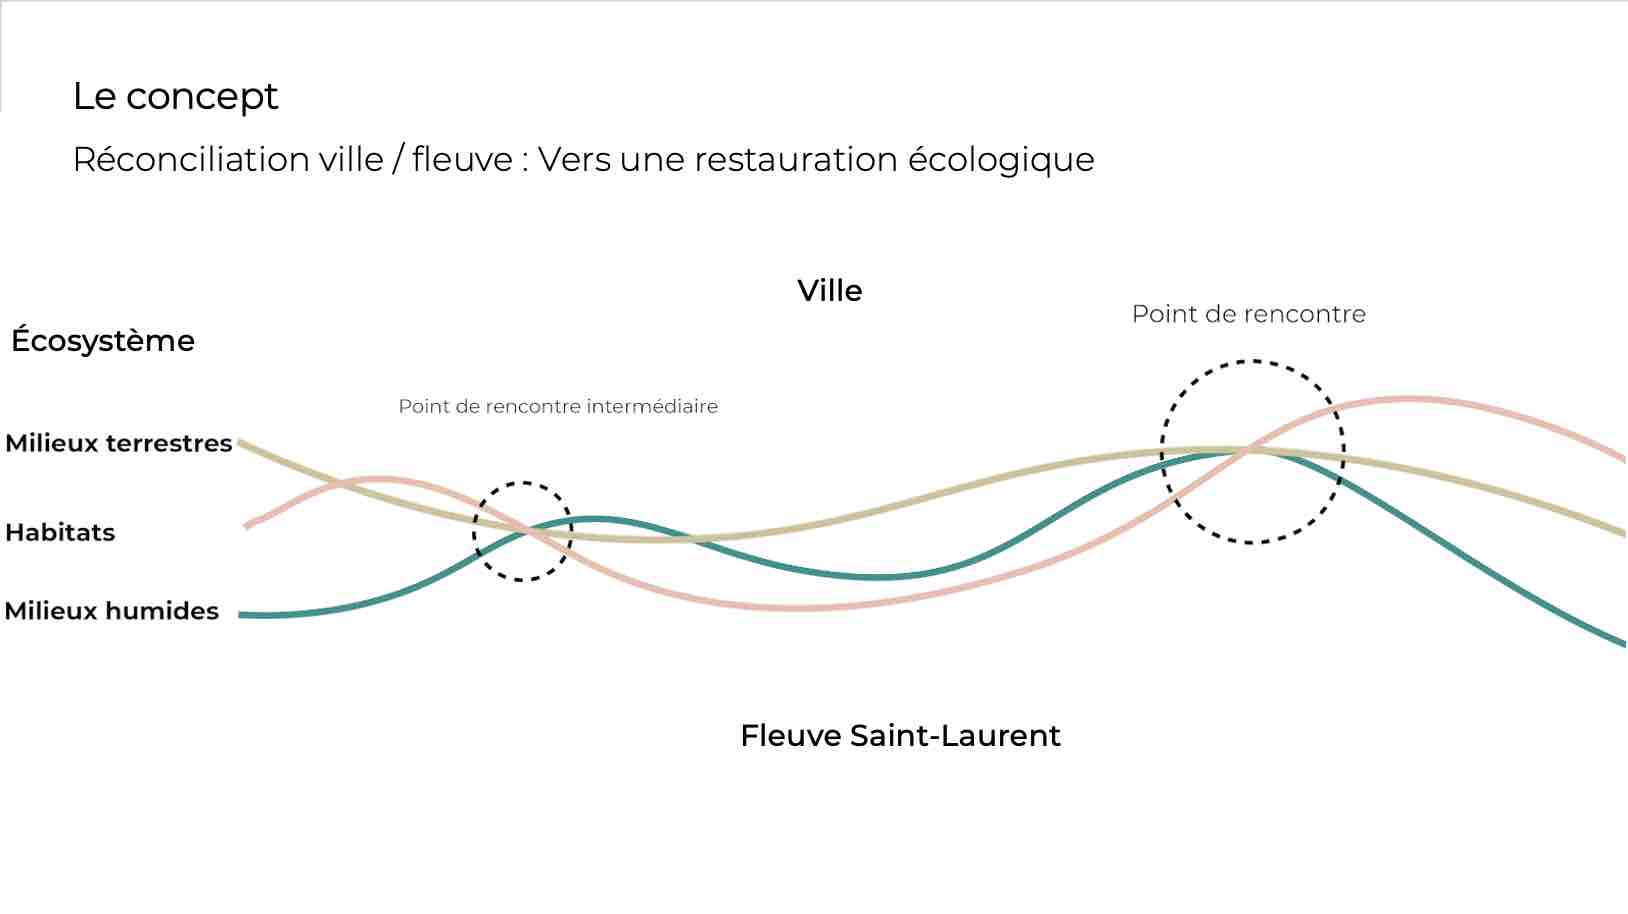 Le concept
Réconciliation ville / fleuve : Vers une restauration écologique
Ville
Point de rencontre
Écosystème
Point de rencontre intermédiaire
Milieux terrestres
Habitats
Milieux humides
Fleuve Saint-Laurent